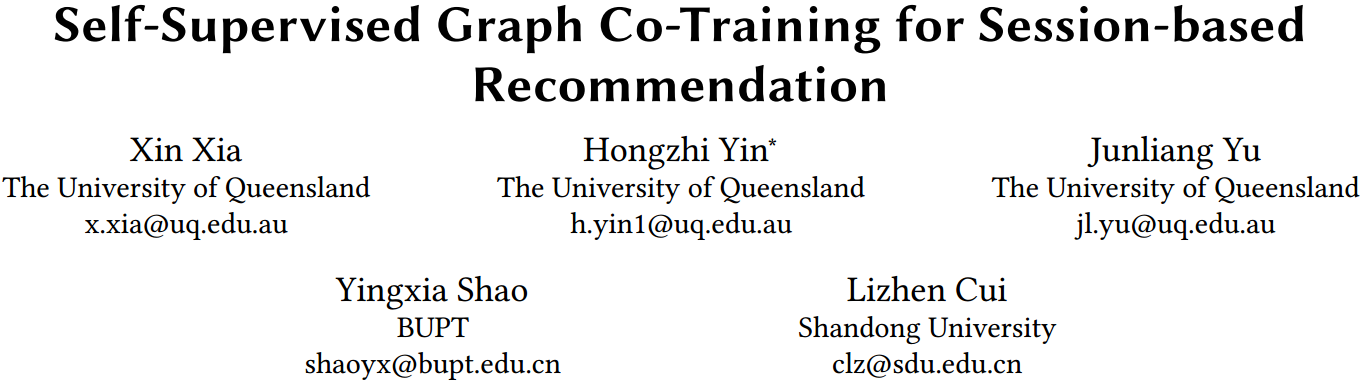 Self-Supervised Graph Co-Training for Session-based
Recommendation
Xin Xia
The University of Queensland
x.xia@uq.edu.au
Hongzhi Yin*
The University of Queensland
h.yin1@uq.edu.au
Junliang Yu
The University of Queensland
jl.yu@uq.edu.au
Yingxia Shao
BUPT
shaoyx@bupt.edu.cn
Lizhen Cui
Shandong University
clz@sdu.edu.cn